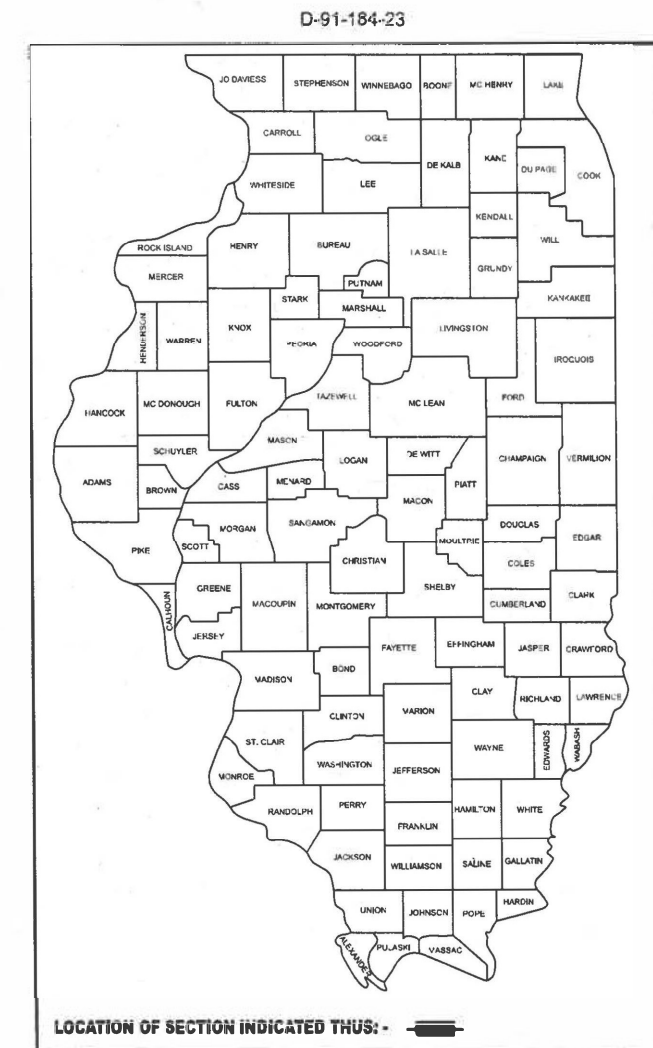 D-91-184-23
JO DAVIESS STEPHENSON WINNEBAGO BOONE MC HENRY LAKE
CARROLL OGLE
DE KALB KANE DU PAGE COOK
WHITESIDE LEE
KENDALL
ROCK ISLAND HENRY BUREAU LA SALLE WILL
MERCER PUTNAM GRUNDY
STARK MARSHALL KANKAKEE
HENDERSON WARREN KNOX PEORIA WOODFORD LIVINGSTON IROQUOIS
HANCOCK MC DONOUGH FULTON TAZEWELL MC LEAN FORD
MASON
SCHUYLER LOGAN DE WITT CHAMPAIGN VERMILION
ADAMS BROWN CASS MENARD PIATT
MACON
MORGAN SANGAMON DOUGLAS
PIKE SCOTT MOULTRIE EDGAR
CHRISTIAN COLES
GREENE SHELBY CLARK
CALHOUN MACOUPIN MONTGOMERY CUMBERLAND
JERSEY FAYETTE EFFINGHAM JASPER CRAWFORD
BOND
MADISON CLAY RICHLAND LAWRENCE
CLINTON MARION
ST. CLAIR WAYNE EDWARDS WABASH
MONROE WASHINGTON JEFFERSON
RANDOLPH PERRY HAMILTON WHITE
FRANKLIN
JACKSON WILLIAMSON SALINE GALLATIN
UNION JOHNSON POPE HARDIN
ALEXANDER PULASKI VASSAC
LOCATION OF SECTION INDICATED THUS: -